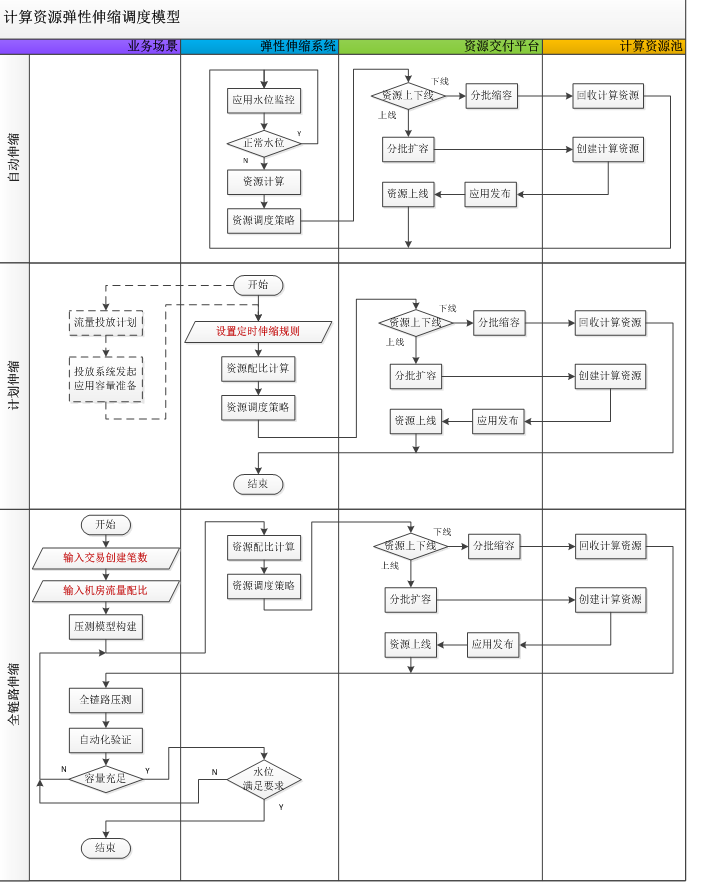 计算资源弹性伸缩调度模型
业务场景
弹性伸缩系统
资源交付平台
计算资源池
自动伸缩
应用水位监控
正常水位
Y
N
资源计算
资源调度策略
资源上下线
下线
上线
分批缩容
回收计算资源
分批扩容
创建计算资源
资源上线
应用发布
计划伸缩
开始
流量投放计划
投放系统发起
应用容量准备
设置定时伸缩规则
资源配比计算
资源调度策略
结束
资源上下线
下线
上线
分批缩容
回收计算资源
分批扩容
创建计算资源
资源上线
应用发布
全链路伸缩
开始
输入交易创建笔数
输入机房流量配比
压测模型构建
全链路压测
自动化验证
容量充足
N
Y
结束
资源配比计算
资源调度策略
水位
满足要求
N
Y
资源上下线
下线
上线
分批缩容
回收计算资源
分批扩容
创建计算资源
资源上线
应用发布